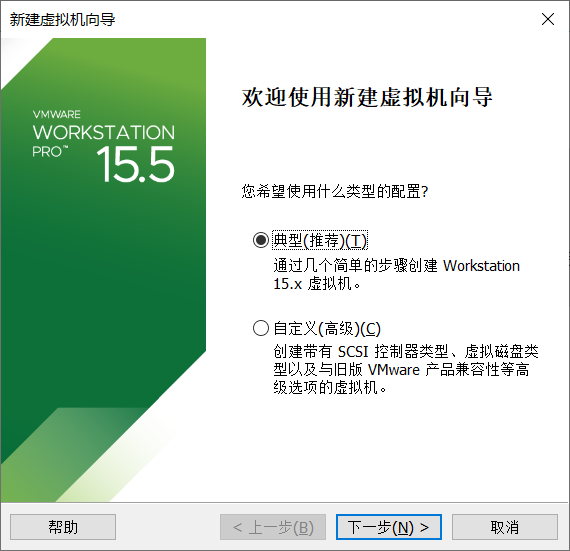 新建虚拟机向导
VMWARE
WORKSTATION
PRO™ 15.5
欢迎使用新建虚拟机向导
您希望使用什么类型的配置?
典型(推荐)(T)
通过几个简单的步骤创建 Workstation
15.x 虚拟机。
自定义(高级)(C)
创建带有 SCSI 控制器类型、虚拟磁盘类
型以及与旧版 VMware 产品兼容性等高
级选项的虚拟机。
帮助 < 上一步(B) 下一步(N) > 取消